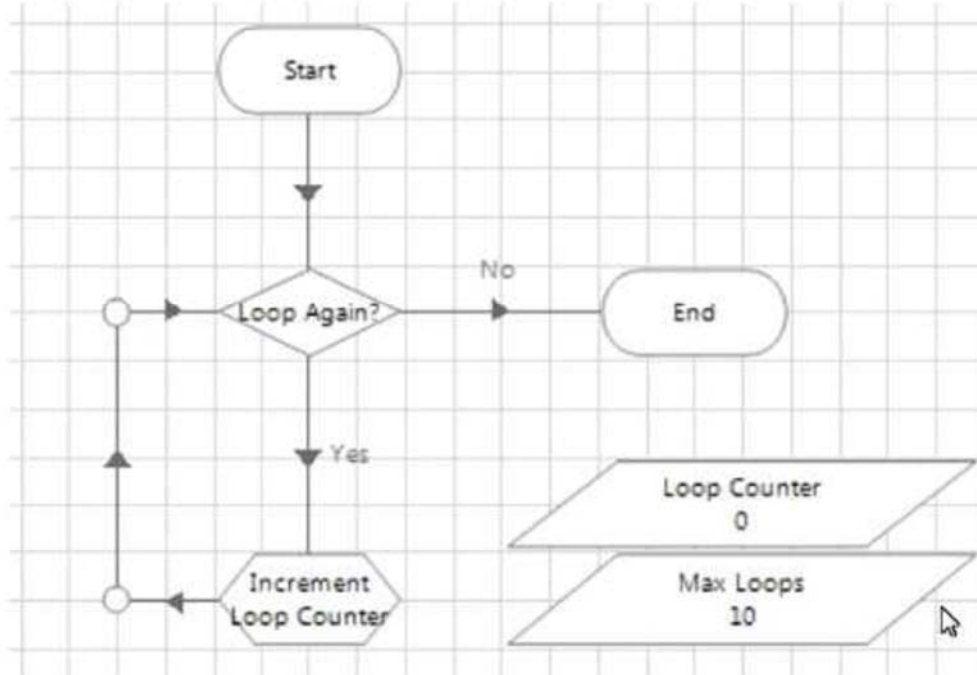 Start
No
Loop Again?
End
Yes
Loop Counter
0
Increment
Loop Counter
Max Loops
10